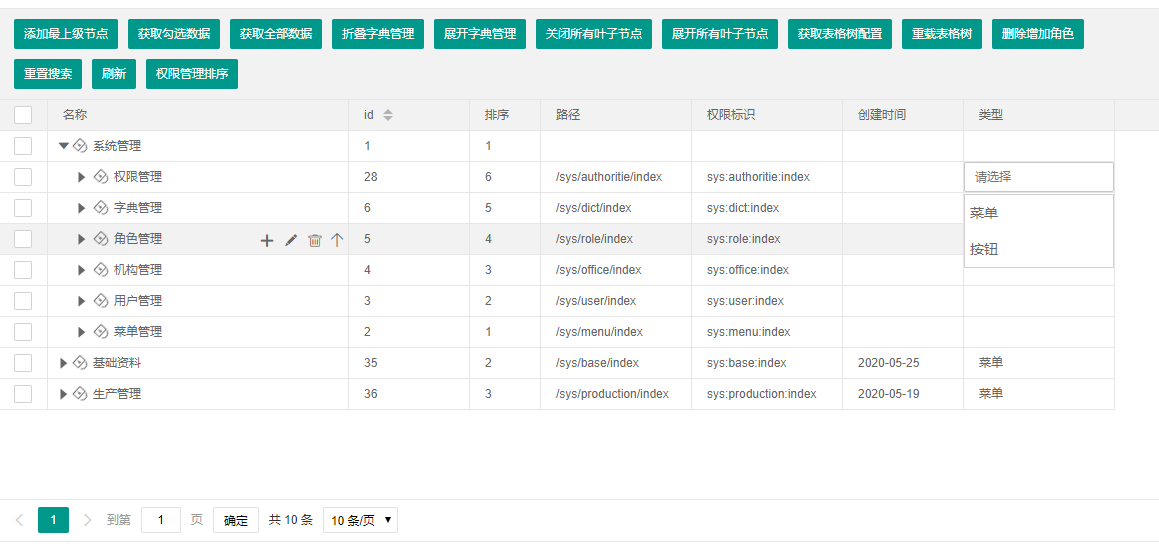 添加最上级节点 获取勾选数据 获取全部数据 折叠字典管理 展开字典管理 关闭所有叶子节点 展开所有叶子节点 获取表格树配置 重载表格树 删除增加角色
重置搜索 刷新 权限管理排序
名称 id 排序 路径 权限标识 创建时间 类型
系统管理 1 1
权限管理 28 6 /sys/authoritie/index sys:authoritie:index 请选择
字典管理 6 5 /sys/dict/index sys:dict:index 菜单
角色管理 5 4 /sys/role/index sys:role:index 按钮
机构管理 4 3 /sys/office/index sys:office:index
用户管理 3 2 /sys/user/index sys:user:index
菜单管理 2 1 /sys/menu/index sys:menu:index
基础资料 35 2 /sys/base/index sys:base:index 2020-05-25 菜单
生产管理 36 3 /sys/production/index sys:production:index 2020-05-19 菜单
1 到第 1 页 确定 共 10 条 10 条/页